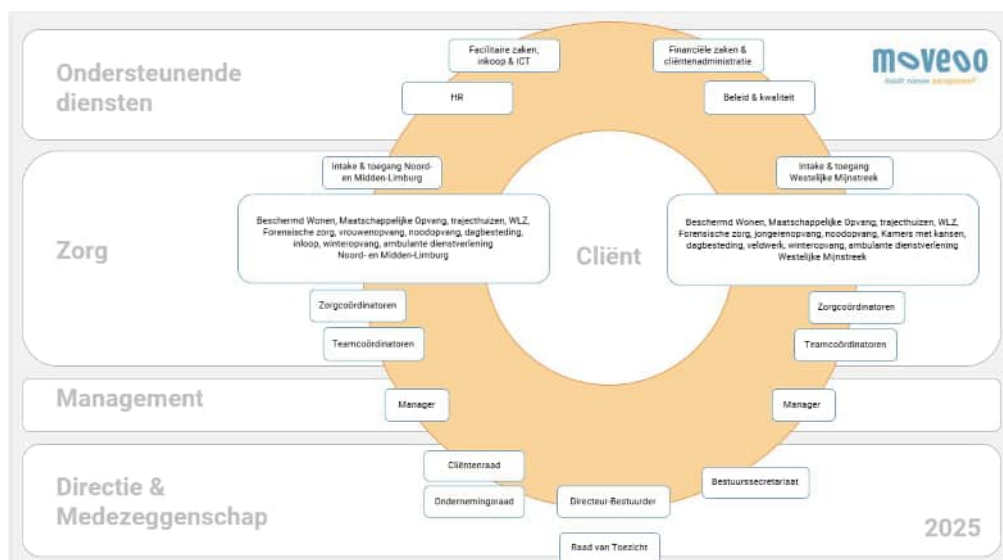 Ondersteunende
diensten
Facilitaire zaken,
inkoop & ICT
Financiële zaken &
cliëntenadministratie
moveoo
biedt nieuw perspectief
HR
Beleid & kwaliteit
Zorg
Intake & toegang Noord-
en Midden-Limburg
Intake & toegang
Westelijke Mijnstreek
Beschermd Wonen, Maatschappelijke Opvang, trajecthuizen, WLZ,
Forensische zorg, vrouwenopvang, noodopvang, dagbesteding,
inloop, winteropvang, ambulante dienstverlening
Noord- en Midden-Limburg
Cliënt
Beschermd Wonen, Maatschappelijke Opvang, trajecthuizen, WLZ,
Forensische zorg, jongerenopvang, noodopvang, Kamers met kansen,
dagbesteding, veldwerk, winteropvang, ambulante dienstverlening
Westelijke Mijnstreek
Zorgcoördinatoren
Zorgcoördinatoren
Teamcoördinatoren
Teamcoördinatoren
Management
Manager
Manager
Directie &
Medezeggenschap
Cliëntenraad
Ondernemingsraad
Directeur-Bestuurder
Bestuurssecretariaat
Raad van Toezicht
2025